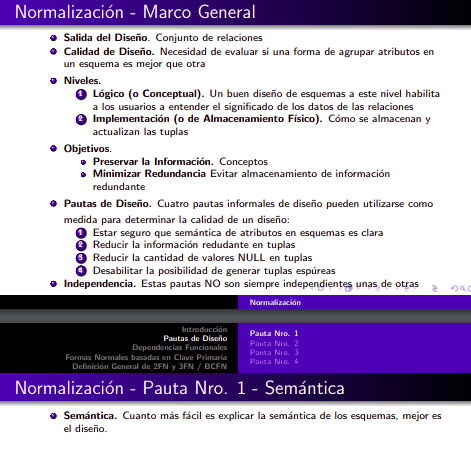 Normalización - Marco General
Salida del Diseño. Conjunto de relaciones
Calidad de Diseño. Necesidad de evaluar si una forma de agrupar atributos en
un esquema es mejor que otra
Niveles.
1 Lógico (o Conceptual). Un buen diseño de esquemas a este nivel habilita
a los usuarios a entender el significado de los datos de las relaciones
2 Implementación (o de Almacenamiento Físico). Cómo se almacenan y
actualizan las tuplas
Objetivos.
Preservar la Información. Conceptos
Minimizar Redundancia Evitar almacenamiento de información
redundante
Pautas de Diseño. Cuatro pautas informales de diseño pueden utilizarse como
medida para determinar la calidad de un diseño:
1 Estar seguro que semántica de atributos en esquemas es clara
2 Reducir la información redudante en tuplas
3 Reducir la cantidad de valores NULL en tuplas
4 Desabilitar la posibilidad de generar tuplas espúreas
Independencia. Estas pautas NO son siempre independientes unas de otras
Normalización
Introducción
Pautas de Diseño
Dependencias Funcionales
Formas Normales basadas en Clave Primaria
Definición General de 2FN y 3FN / BCFN
Pauta Nro. 1
Pauta Nro. 2
Pauta Nro. 3
Pauta Nro. 4
Normalización - Pauta Nro. 1 - Semántica
Semántica. Cuanto más fácil es explicar la semántica de los esquemas, mejor es
el diseño.